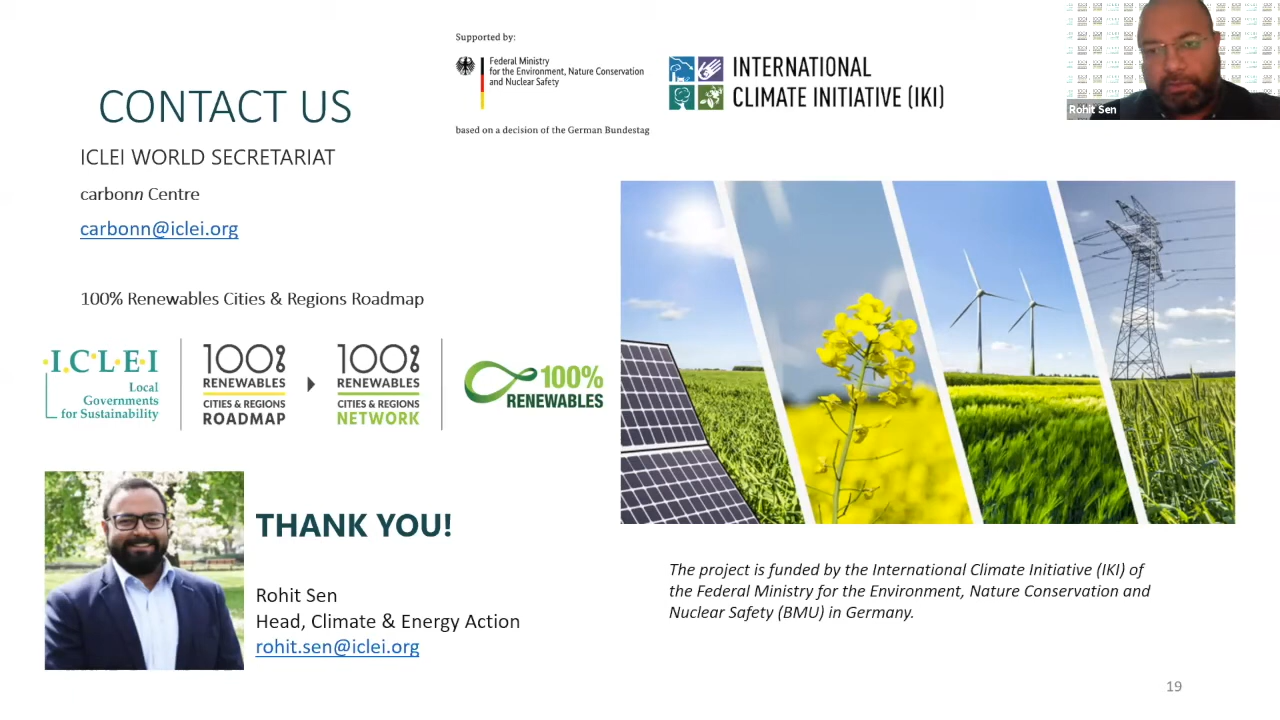 Supported by:
Federal Ministry
for the Environment, Nature Conservation
and Nuclear Safety
based on a decision of the German Bundestag
INTERNATIONAL
CLIMATE INITIATIVE (IKI)
Rohit Sen
CONTACT US
ICLEI WORLD SECRETARIAT
carbonn Centre
carbonn@iclei.org
100% Renewables Cities & Regions Roadmap
I.C.L.E.I
Local
Governments
for Sustainability
100%
RENEWABLES
CITIES & REGIONS
ROADMAP
100%
RENEWABLES
CITIES & REGIONS
NETWORK
100%
RENEWABLES
THANK YOU!
Rohit Sen
Head, Climate & Energy Action
rohit.sen@iclei.org
The project is funded by the International Climate Initiative (IKI) of
the Federal Ministry for the Environment, Nature Conservation and
Nuclear Safety (BMU) in Germany.
19